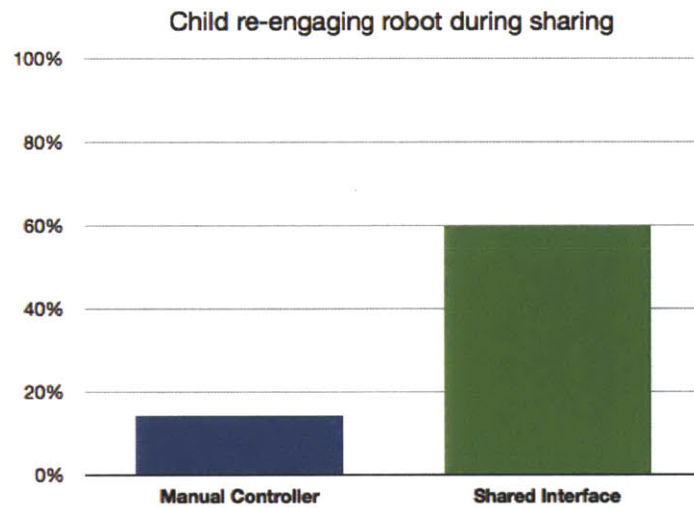 Child re-engaging robot during sharing
100%
80%
60%
40%
20%
0%
Manual Controller
Shared Interface